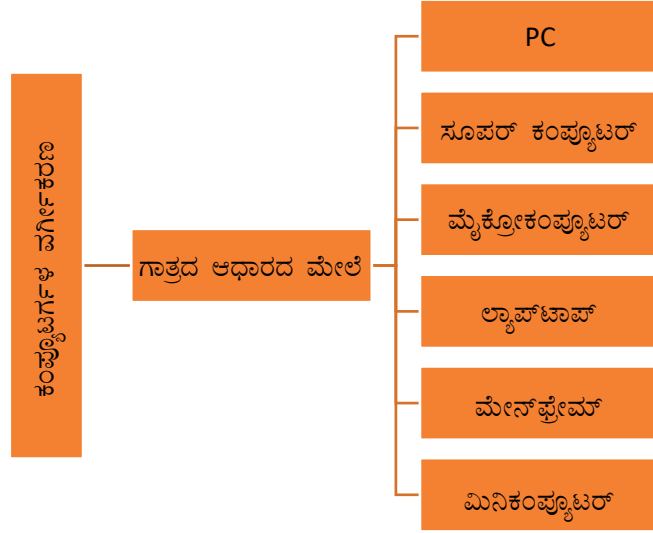 ಕಂಪ್ಯೂಟರ್ಗಳ ವರ್ಗೀಕರಣ
ಗಾತ್ರದ ಆಧಾರದ ಮೇಲೆ
PC
ಸೂಪರ್ ಕಂಪ್ಯೂಟರ್
ಮೈಕ್ರೋಕಂಪ್ಯೂಟರ್
ಲ್ಯಾಪ್‌ಟಾಪ್
ಮೇನ್‌ಫ್ರೇಮ್
ಮಿನಿಕಂಪ್ಯೂಟರ್